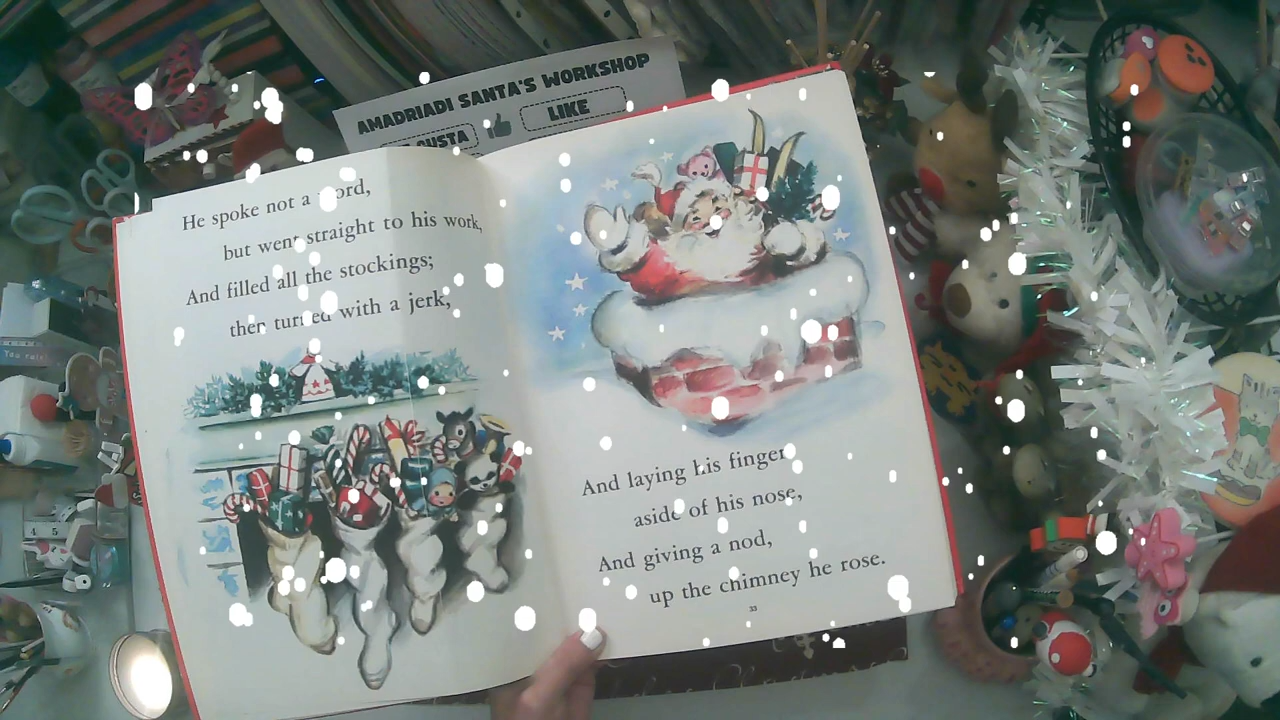 AMADRIADI SANTA'S WORKSHOP
LIKE
He spoke not a word,
but went straight to his work,
And filled all the stockings;
then turned with a jerk,
And laying his finger
aside of his nose,
And giving a nod,
up the chimney he rose.
33